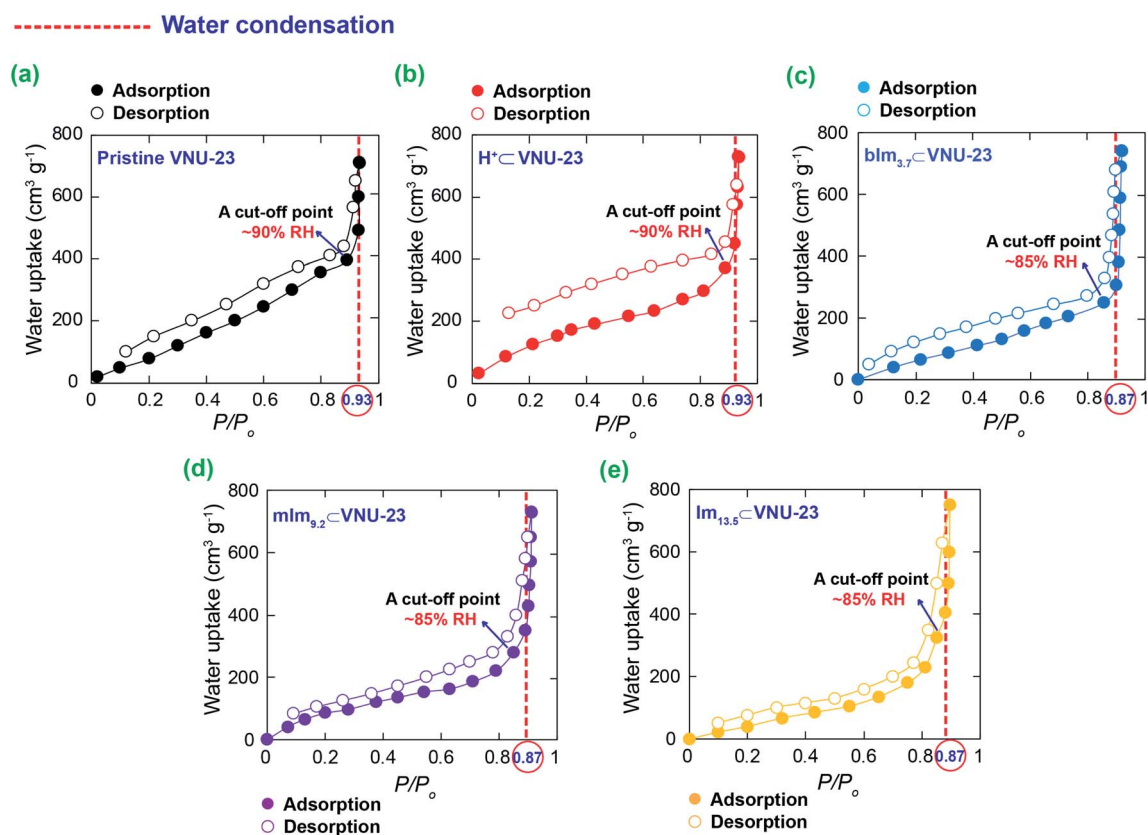 Water condensation
(a)
Adsorption
Desorption
Pristine VNU-23
A cut-off point
~90% RH
Water uptake (cm³ g⁻¹)
800
600
400
200
0
0 0.2 0.4 0.6 0.8 0.93 1
P/Pₒ
(b)
Adsorption
Desorption
H⁺⊂VNU-23
A cut-off point
~90% RH
Water uptake (cm³ g⁻¹)
800
600
400
200
0
0 0.2 0.4 0.6 0.8 0.93 1
P/Pₒ
(c)
Adsorption
Desorption
bIm₃.₇⊂VNU-23
A cut-off point
~85% RH
Water uptake (cm³ g⁻¹)
800
600
400
200
0
0 0.2 0.4 0.6 0.8 0.87 1
P/Pₒ
(d)
mIm₉.₂⊂VNU-23
A cut-off point
~85% RH
Water uptake (cm³ g⁻¹)
800
600
400
200
0
0 0.2 0.4 0.6 0.8 0.87 1
P/Pₒ
Adsorption
Desorption
(e)
Im₁₃.₅⊂VNU-23
A cut-off point
~85% RH
Water uptake (cm³ g⁻¹)
800
600
400
200
0
0 0.2 0.4 0.6 0.8 0.87 1
P/Pₒ
Adsorption
Desorption